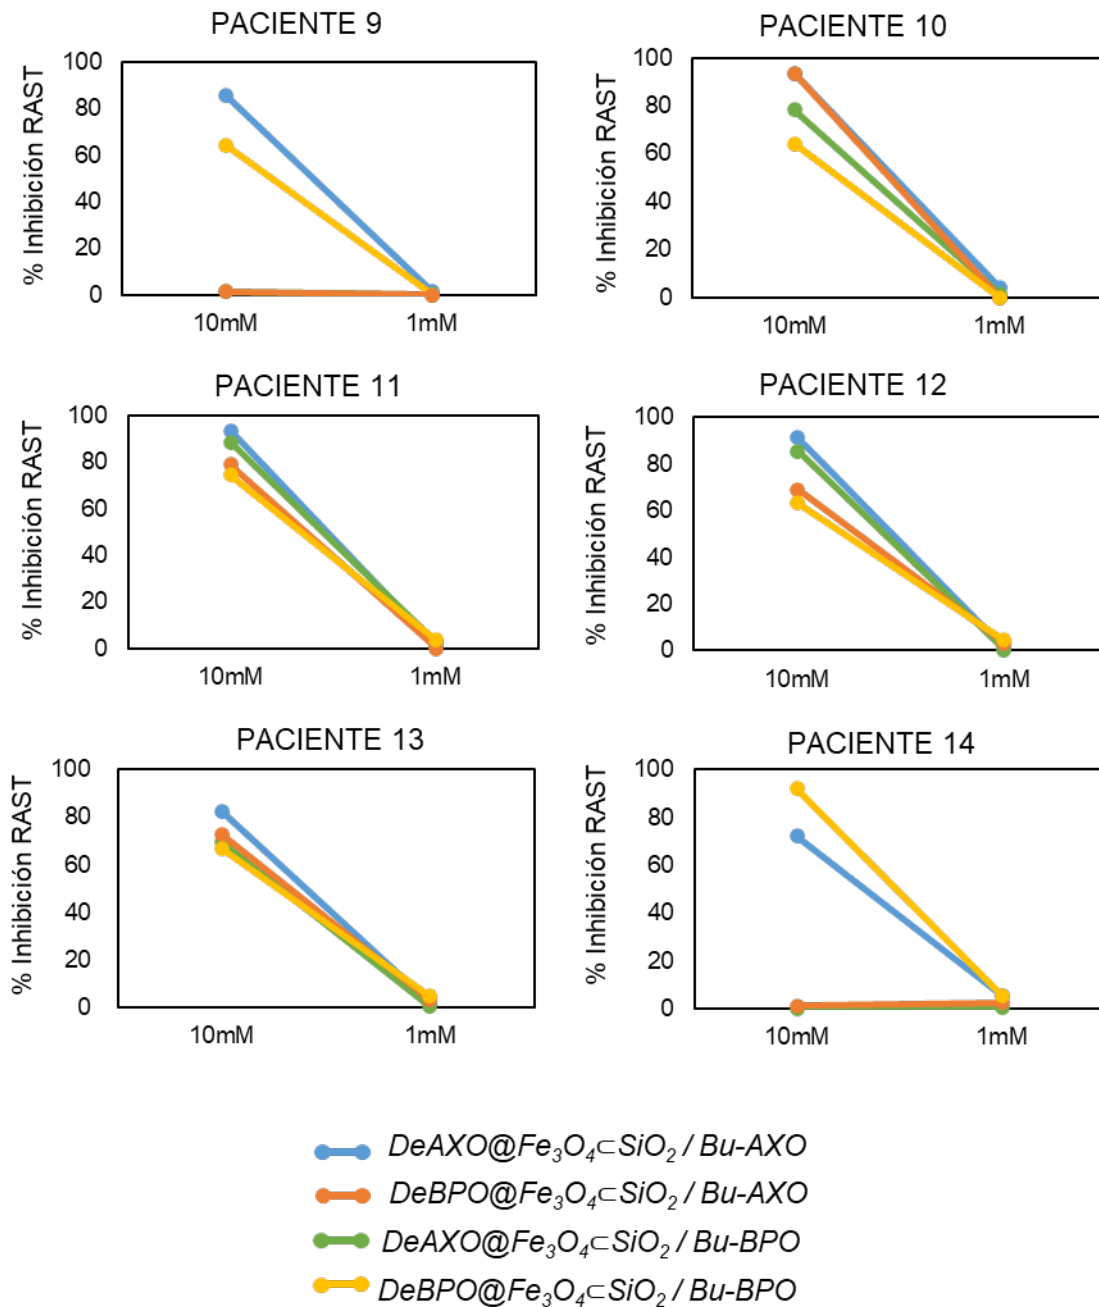 PACIENTE 9
% Inhibición RAST
100
80
60
40
20
0
10mM
1mM
PACIENTE 10
% Inhibición RAST
100
80
60
40
20
0
10mM
1mM
PACIENTE 11
% Inhibición RAST
100
80
60
40
20
0
10mM
1mM
PACIENTE 12
% Inhibición RAST
100
80
60
40
20
0
10mM
1mM
PACIENTE 13
% Inhibición RAST
100
80
60
40
20
0
10mM
1mM
PACIENTE 14
% Inhibición RAST
100
80
60
40
20
0
10mM
1mM
DeAXO@Fe₃O₄⊂SiO₂ / Bu-AXO
DeBPO@Fe₃O₄⊂SiO₂ / Bu-AXO
DeAXO@Fe₃O₄⊂SiO₂ / Bu-BPO
DeBPO@Fe₃O₄⊂SiO₂ / Bu-BPO